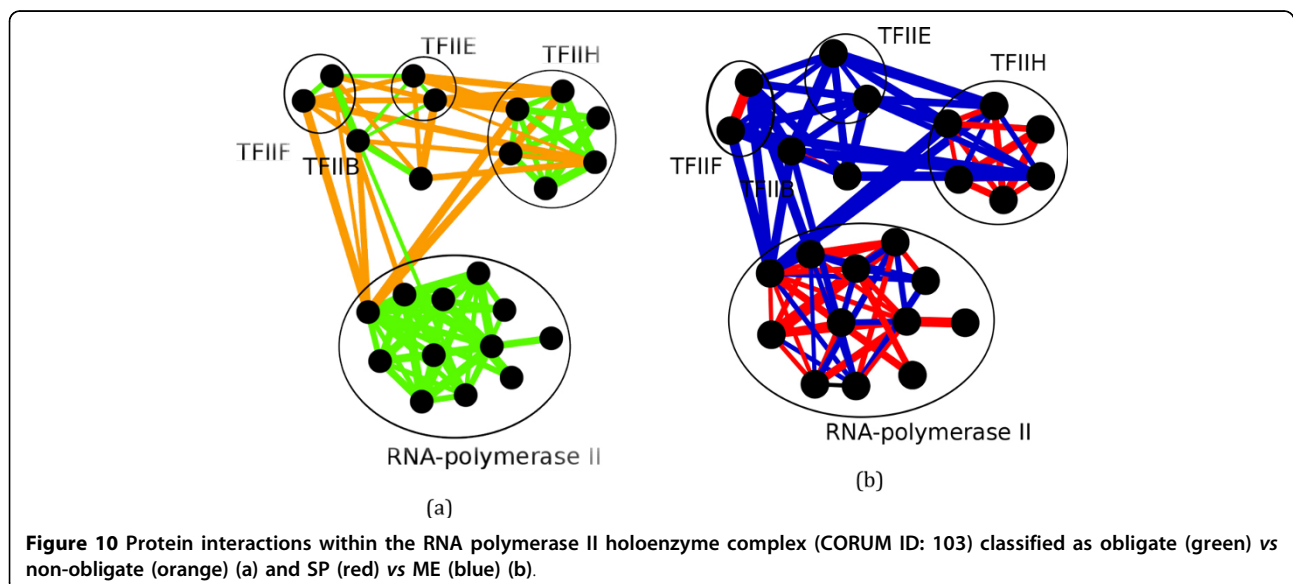 TFIIE
TFIIH
TFIIF
TFIIB
RNA-polymerase II
(a)
TFIIE
TFIIH
TFIIF
TFIIB
RNA-polymerase II
(b)
Figure 10 Protein interactions within the RNA polymerase II holoenzyme complex (CORUM ID: 103) classified as obligate (green) vs
non-obligate (orange) (a) and SP (red) vs ME (blue) (b).